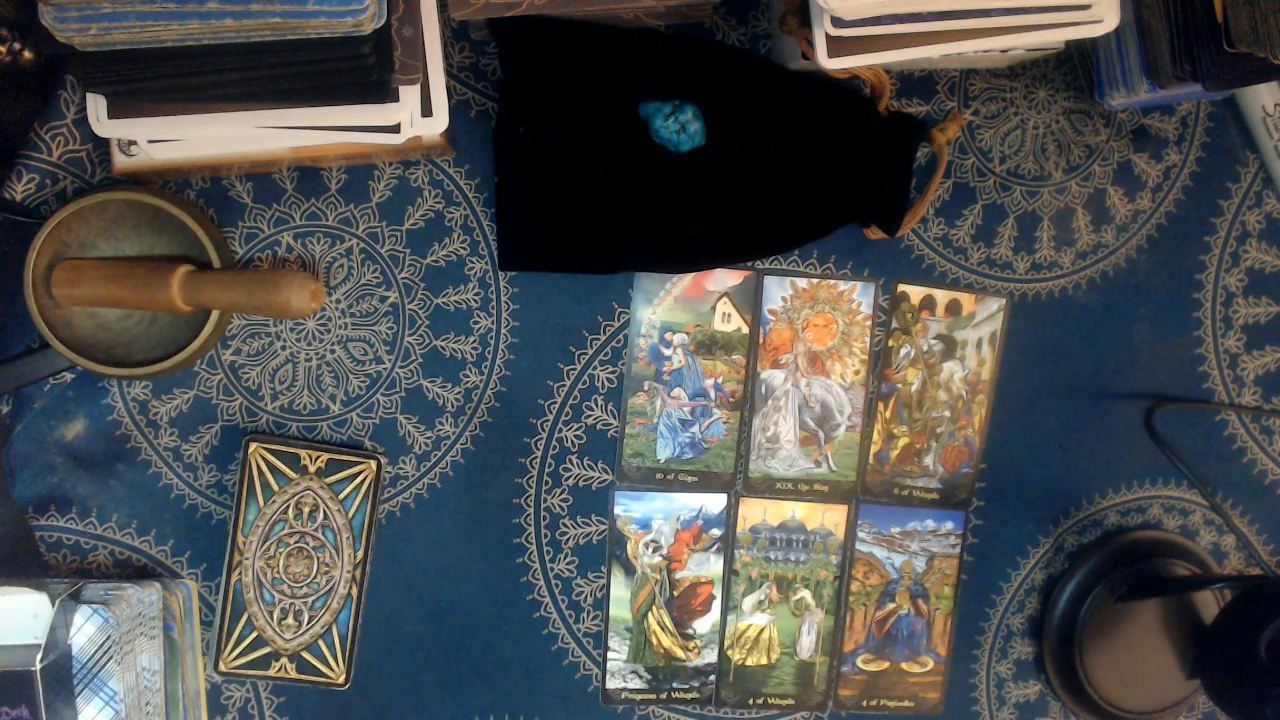 10 of Cups
XIX. the Sun
6 of Wands
Princess of Wands
4 of Wands
4 of Pentacles